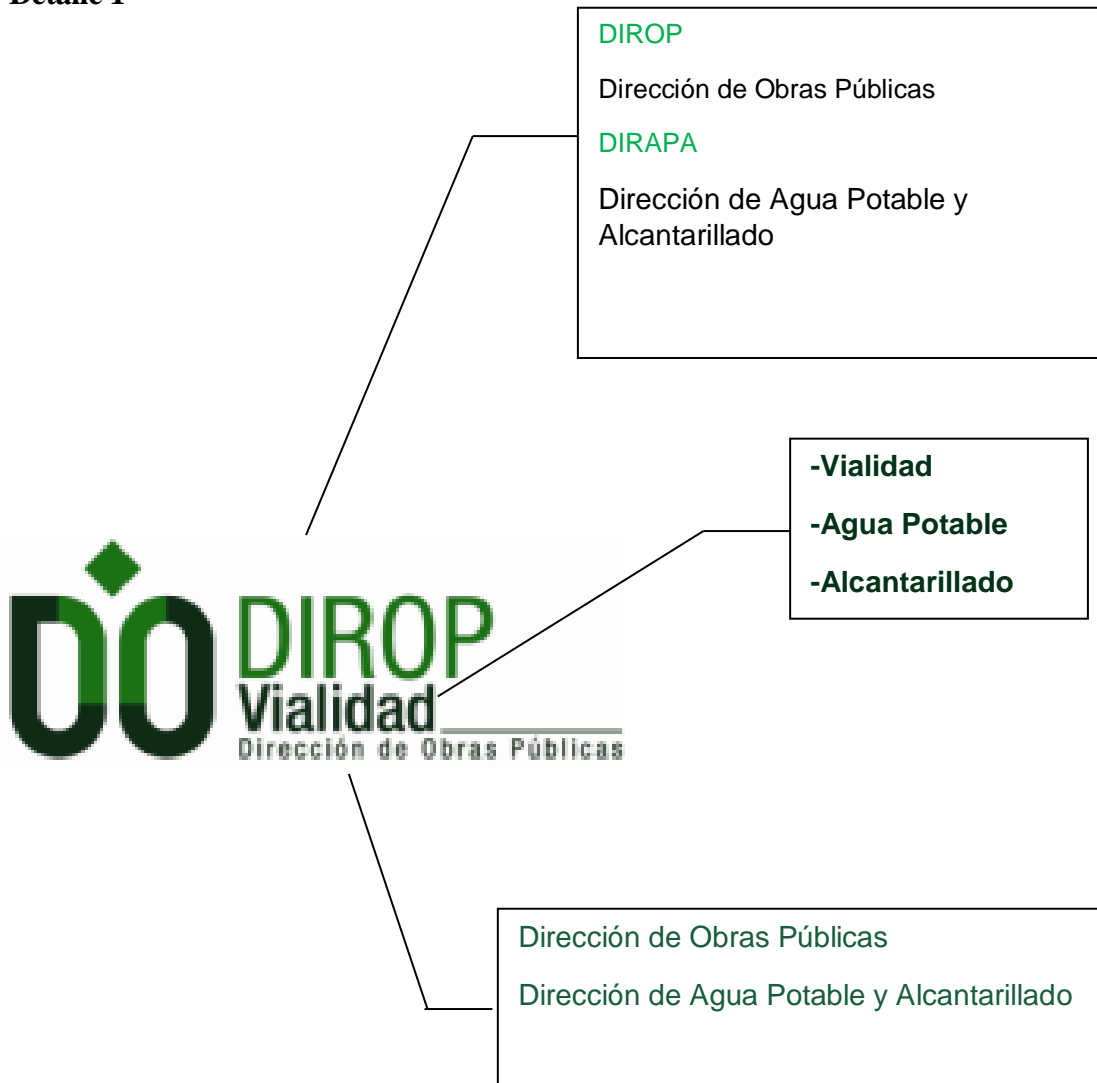 Detalle 1
DIROP
Dirección de Obras Públicas
DIRAPA
Dirección de Agua Potable y
Alcantarillado
-Vialidad
-Agua Potable
-Alcantarillado
DIROP
Vialidad
Dirección de Obras Públicas
Dirección de Obras Públicas
Dirección de Agua Potable y Alcantarillado